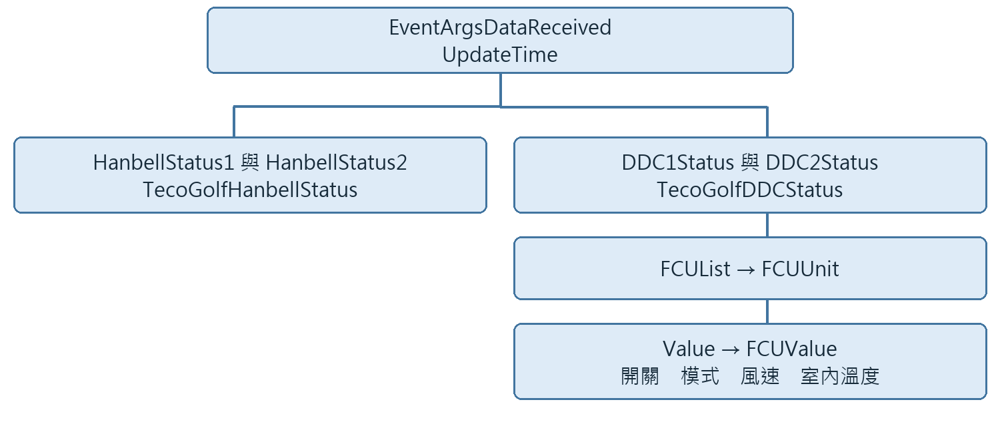 EventArgsDataReceived
UpdateTime
HanbellStatus1 與 HanbellStatus2
TecoGolfHanbellStatus
DDC1Status 與 DDC2Status
TecoGolfDDCStatus
FCUList → FCUUnit
Value → FCUValue
開關　模式　風速　室內溫度